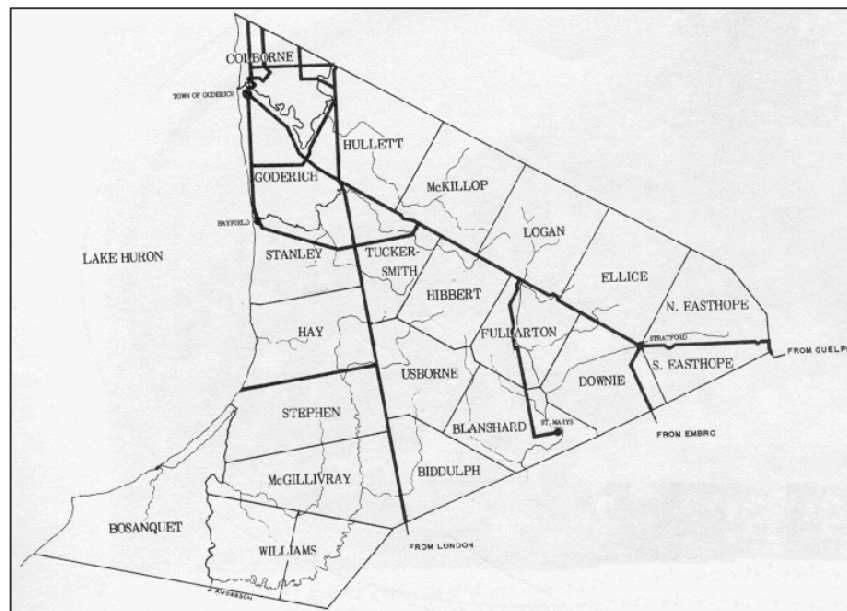 COLBORNE
TOWN OF GODERICH
HULLETT
GODERICH
McKILLOP
BAYFIELD
LOGAN
STANLEY
TUCKER-
SMITH
LAKE HURON
ELLICE
HIBBERT
N. EASTHOPE
HAY
FULLARTON
STRATFORD
FROM GUELPH
S. EASTHOPE
USBORNE
DOWNIE
STEPHEN
BLANSHARD
ST. MARYS
FROM EMBRO
McGILLIVRAY
BIDDULPH
BOSANQUET
WILLIAMS
FROM LONDON
J. ANDERSON